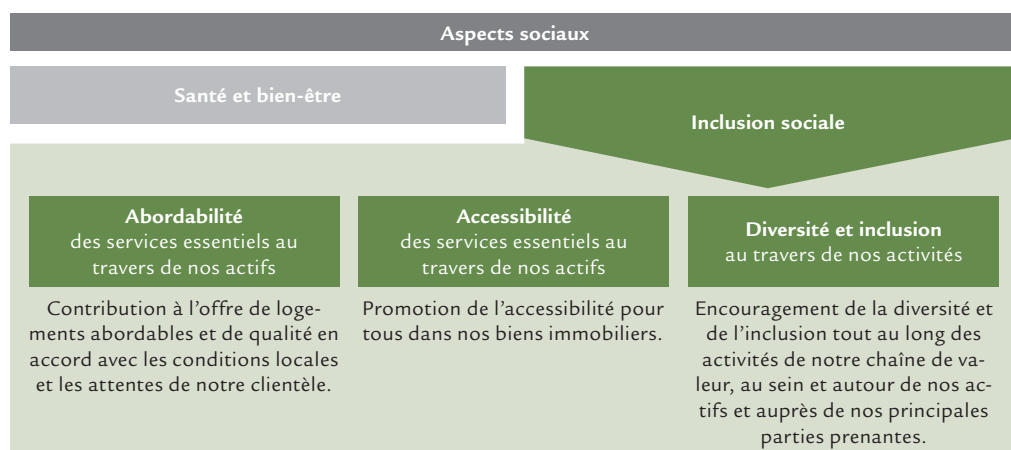 Aspects sociaux
Santé et bien-être
Inclusion sociale
Abordabilité
des services essentiels au
travers de nos actifs
Contribution à l’offre de loge-
ments abordables et de qualité en
accord avec les conditions locales
et les attentes de notre clientèle.
Accessibilité
des services essentiels au
travers de nos actifs
Promotion de l’accessibilité pour
tous dans nos biens immobiliers.
Diversité et inclusion
au travers de nos activités
Encouragement de la diversité et
de l’inclusion tout au long des
activités de notre chaîne de va-
leur, au sein et autour de nos ac-
tifs et auprès de nos principales
parties prenantes.